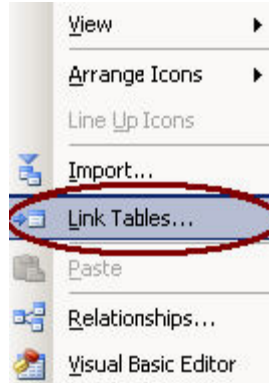 View
Arrange Icons
Line Up Icons
Import...
Link Tables...
Paste
Relationships...
Visual Basic Editor